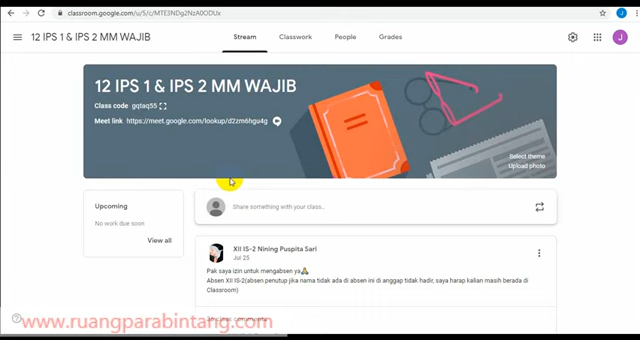 classroom.google.com/u/5/c/MTE3NDg2NzA0ODUx
12 IPS 1 & IPS 2 MM WAJIB
Stream Classwork People Grades
J
J
12 IPS 1 & IPS 2 MM WAJIB
Class code gqtaq55
Meet link https://meet.google.com/lookup/d2zm6hgu4g
Select theme
Upload photo
Upcoming
No work due soon
View all
Share something with your class..
XII IS-2 Nining Puspita Sari
Jul 25
Pak saya izin untuk mengabsen ya🙏
Absen XII IS-2(absen penutup jika nama tidak ada di absen ini di anggap tidak hadir, saya harap kalian masih berada di
Classroom)
class comments
www.ruangparabintang.com